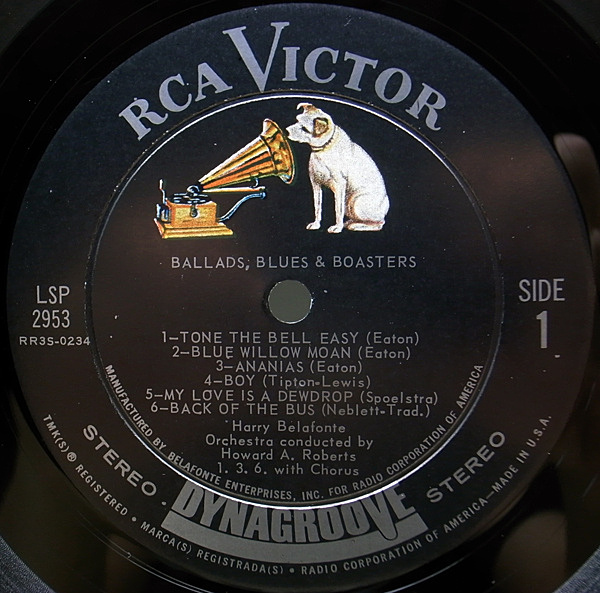 RCA VICTOR
BALLADS, BLUES & BOASTERS
LSP
2953
RR3S-0234
SIDE
1
1—TONE THE BELL EASY (Eaton)
2—BLUE WILLOW MOAN (Eaton)
3—ANANIAS (Eaton)
4—BOY (Tipton-Lewis)
5—MY LOVE IS A DEWDROP (Spoelstra)
6—BACK OF THE BUS (Neblett-Trad.)
Harry Belafonte
Orchestra conducted by
Howard A. Roberts
1. 3. 6. with Chorus
MANUFACTURED BY BELAFONTE ENTERPRISES, INC. FOR RADIO CORPORATION OF AMERICA
STEREO
DYNAGROOVE
STEREO
TMK(S) ® REGISTERED • MARCA(S) REGISTRADA(S) • RADIO CORPORATION OF AMERICA—MADE IN U.S.A.